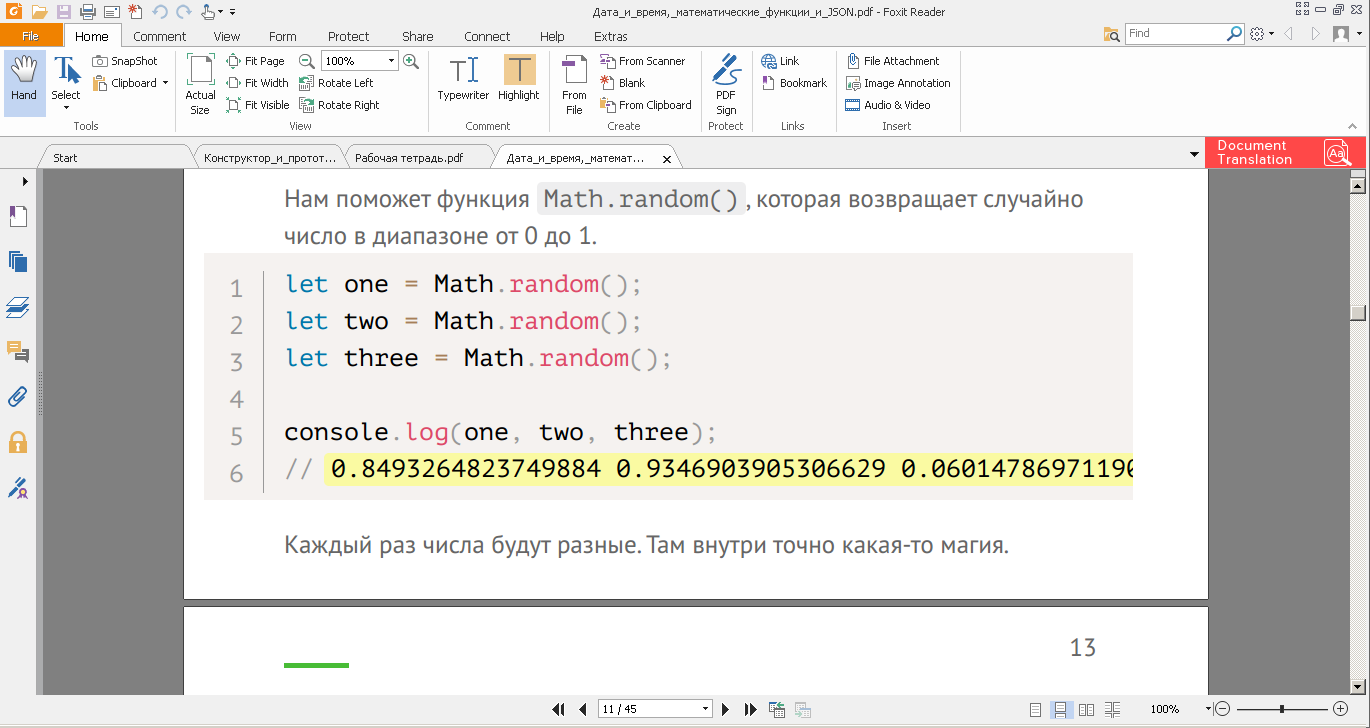 Дата_и_время,_математические_функции_и_JSON.pdf - Foxit Reader
File Home Comment View Form Protect Share Connect Help Extras
Find
Hand
Select
SnapShot
Clipboard
Tools
Actual Size
Fit Page
Fit Width
Fit Visible
100%
Rotate Left
Rotate Right
View
Typewriter
Highlight
Comment
From File
From Scanner
Blank
From Clipboard
Create
PDF Sign
Protect
Link
Bookmark
Links
File Attachment
Image Annotation
Audio & Video
Insert
Start
Конструктор_и_протот...
Рабочая тетрадь.pdf
Дата_и_время,_математ...
Document
Translation
Нам поможет функция Math.random(), которая возвращает случайно
число в диапазоне от 0 до 1.
1 let one = Math.random();
2 let two = Math.random();
3 let three = Math.random();
4
5 console.log(one, two, three);
6 // 0.8493264823749884 0.9346903905306629 0.0601478697119
Каждый раз числа будут разные. Там внутри точно какая-то магия.
13
11 / 45
100%